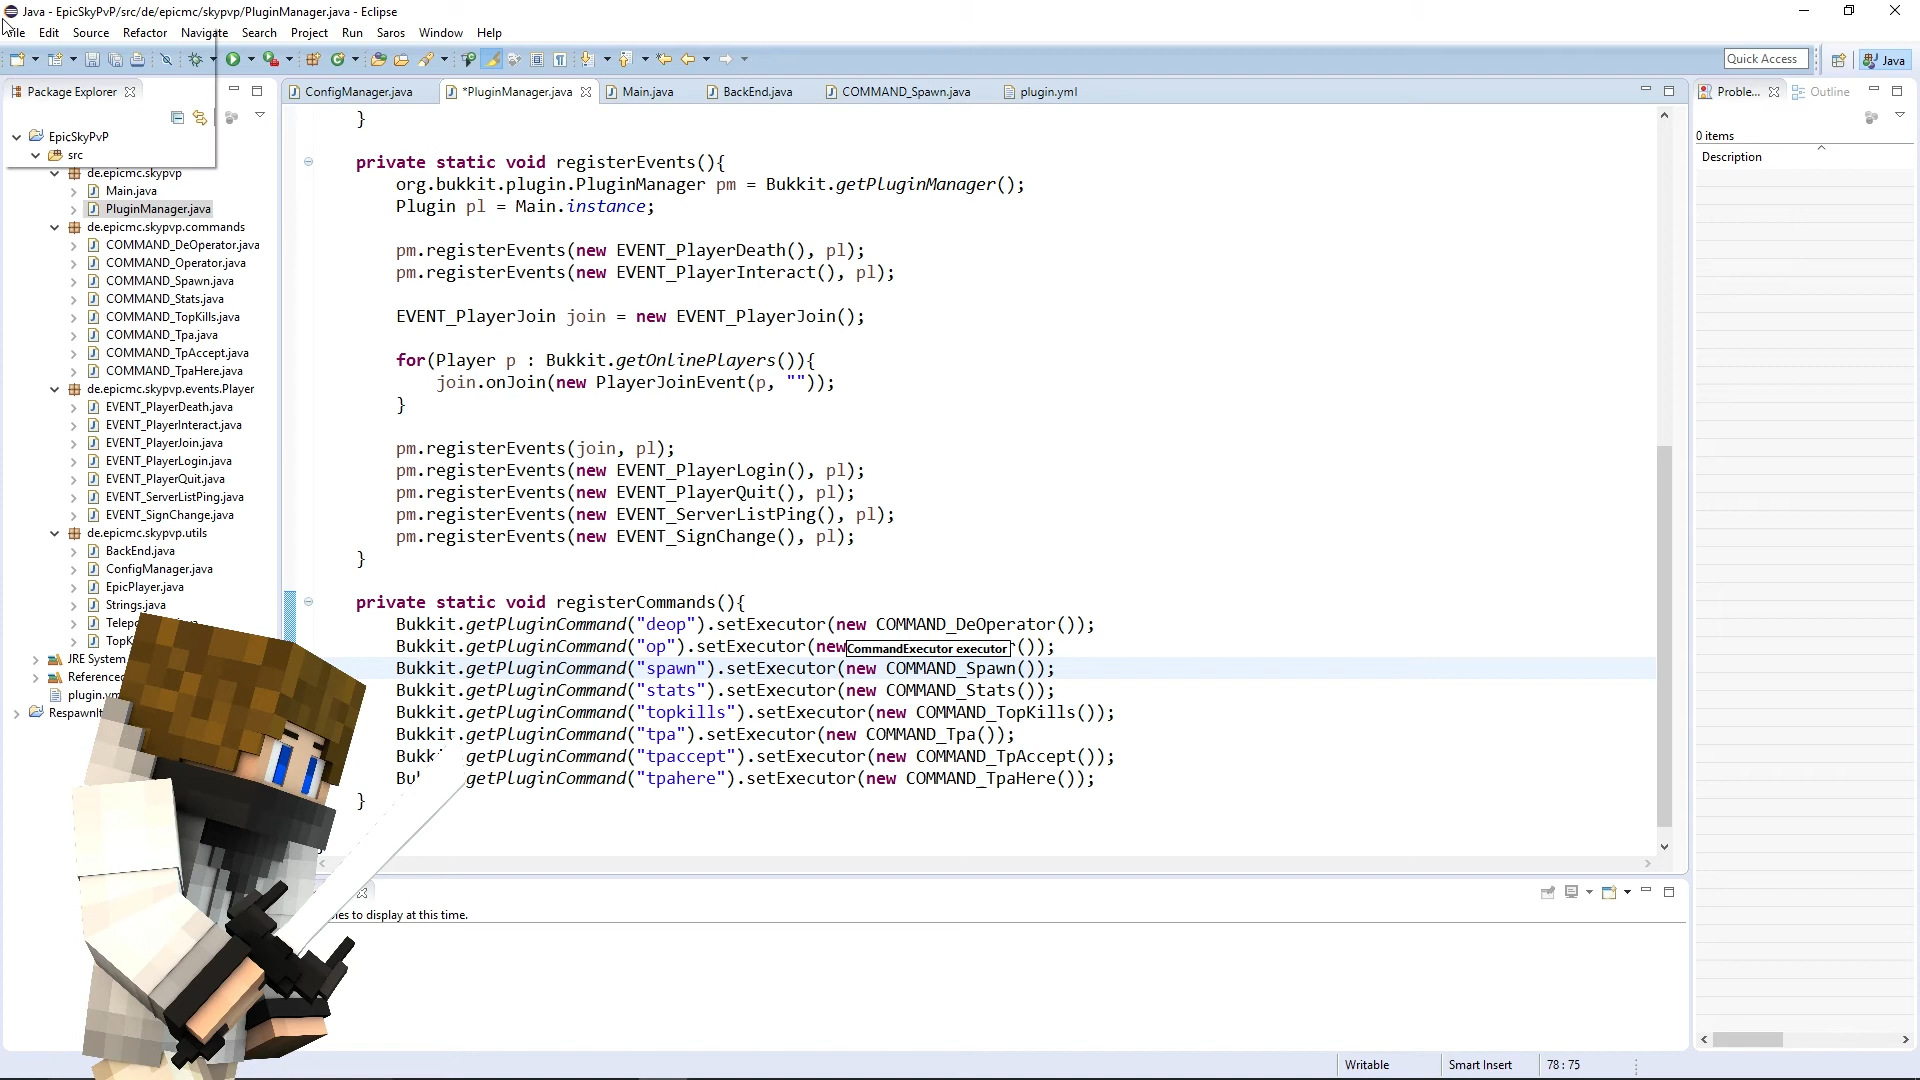 Java - EpicSkyPvP/src/de/epicmc/skypvp/PluginManager.java - Eclipse
Edit Source Refactor Navigate Search Project Run Saros Window Help
Quick Access
Java
Package Explorer
ConfigManager.java
*PluginManager.java
Main.java
BackEnd.java
COMMAND_Spawn.java
plugin.yml
Proble...
Outline
0 items
Description
EpicSkyPvP
src
de.epicmc.skypvp
Main.java
PluginManager.java
de.epicmc.skypvp.commands
COMMAND_DeOperator.java
COMMAND_Operator.java
COMMAND_Spawn.java
COMMAND_Stats.java
COMMAND_TopKills.java
COMMAND_Tpa.java
COMMAND_TpAccept.java
COMMAND_TpaHere.java
de.epicmc.skypvp.events.Player
EVENT_PlayerDeath.java
EVENT_PlayerInteract.java
EVENT_PlayerJoin.java
EVENT_PlayerLogin.java
EVENT_PlayerQuit.java
EVENT_ServerListPing.java
EVENT_SignChange.java
de.epicmc.skypvp.utils
BackEnd.java
ConfigManager.java
EpicPlayer.java
Strings.java
JRE System
}
private static void registerEvents(){
org.bukkit.plugin.PluginManager pm = Bukkit.getPluginManager();
Plugin pl = Main.instance;
pm.registerEvents(new EVENT_PlayerDeath(), pl);
pm.registerEvents(new EVENT_PlayerInteract(), pl);
EVENT_PlayerJoin join = new EVENT_PlayerJoin();
for(Player p : Bukkit.getOnlinePlayers()){
join.onJoin(new PlayerJoinEvent(p, ""));
}
pm.registerEvents(join, pl);
pm.registerEvents(new EVENT_PlayerLogin(), pl);
pm.registerEvents(new EVENT_PlayerQuit(), pl);
pm.registerEvents(new EVENT_ServerListPing(), pl);
pm.registerEvents(new EVENT_SignChange(), pl);
}
private static void registerCommands(){
Bukkit.getPluginCommand("deop").setExecutor(new COMMAND_DeOperator());
Bukkit.getPluginCommand("op").setExecutor(new CommandExecutor executor ());
Bukkit.getPluginCommand("spawn").setExecutor(new COMMAND_Spawn());
Bukkit.getPluginCommand("stats").setExecutor(new COMMAND_Stats());
Bukkit.getPluginCommand("topkills").setExecutor(new COMMAND_TopKills());
Bukkit.getPluginCommand("tpa").setExecutor(new COMMAND_Tpa());
getPluginCommand("tpaccept").setExecutor(new COMMAND_TpAccept());
getPluginCommand("tpahere").setExecutor(new COMMAND_TpaHere());
}
to display at this time.
Writable
Smart Insert
78 : 75